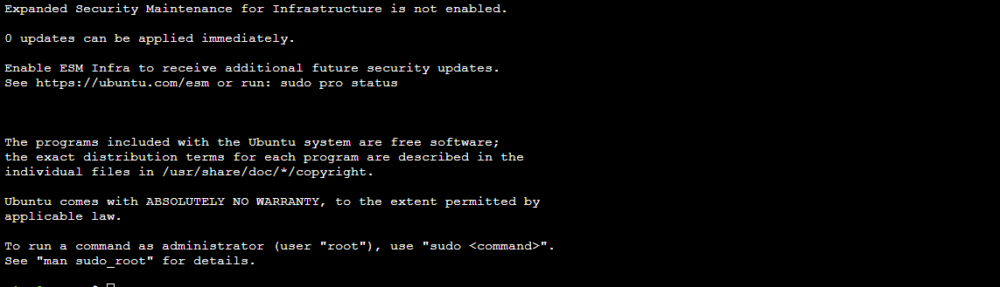 Expanded Security Maintenance for Infrastructure is not enabled.
0 updates can be applied immediately.
Enable ESM Infra to receive additional future security updates.
See https://ubuntu.com/esm or run: sudo pro status
The programs included with the Ubuntu system are free software;
the exact distribution terms for each program are described in the
individual files in /usr/share/doc/*/copyright.
Ubuntu comes with ABSOLUTELY NO WARRANTY, to the extent permitted by
applicable law.
To run a command as administrator (user "root"), use "sudo <command>".
See "man sudo_root" for details.